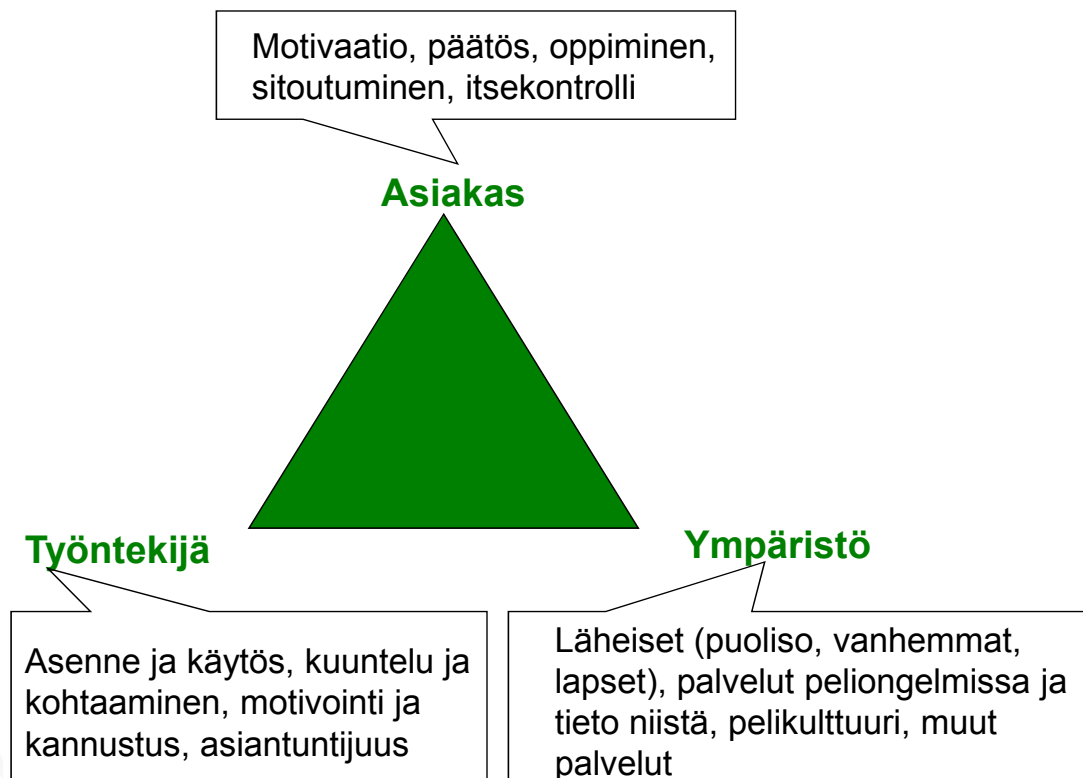 Motivaatio, päätös, oppiminen,
sitoutuminen, itsekontrolli
Asiakas
Työntekijä
Ympäristö
Asenne ja käytös, kuuntelu ja
kohtaaminen, motivointi ja
kannustus, asiantuntijuus
Läheiset (puoliso, vanhemmat,
lapset), palvelut peliongelmissa ja
tieto niistä, pelikulttuuri, muut
palvelut